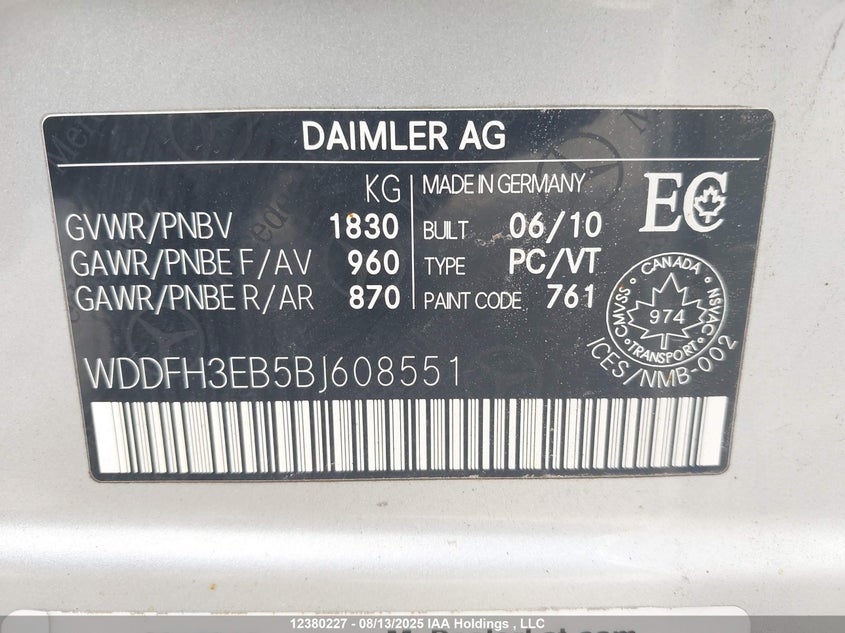 DAIMLER AG
KG
GVWR/PNBV 1830
GAWR/PNBE F/AV 960
GAWR/PNBE R/AR 870
MADE IN GERMANY
BUILT 06/10
TYPE PC/VT
PAINT CODE 761
EC
CANADA
CMVSS 974 NSVAC
TRANSPORT
ICES/NMB-002
WDDFH3EB5BJ608551
12380227 - 08/13/2025 IAA Holdings , LLC